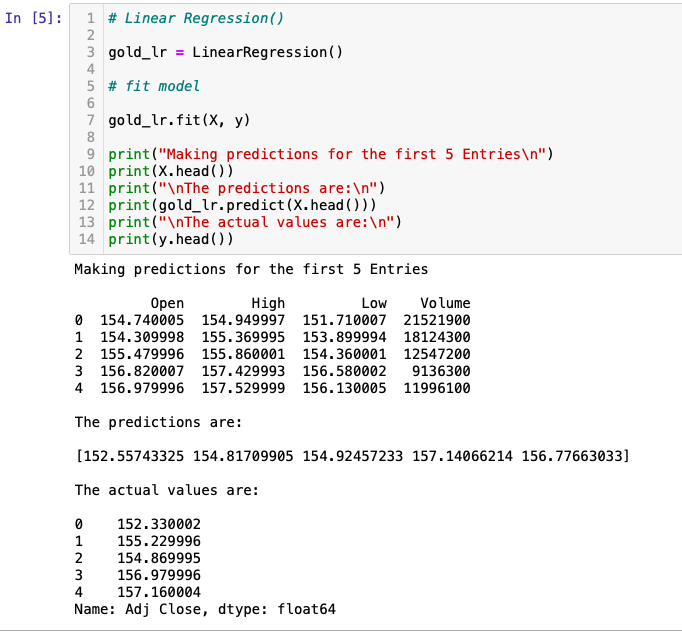 In [5]:
1 # Linear Regression()
2
3 gold_lr = LinearRegression()
4
5 # fit model
6
7 gold_lr.fit(X, y)
8
9 print("Making predictions for the first 5 Entries\n")
10 print(X.head())
11 print("\nThe predictions are:\n")
12 print(gold_lr.predict(X.head()))
13 print("\nThe actual values are:\n")
14 print(y.head())
Making predictions for the first 5 Entries
Open High Low Volume
0 154.740005 154.949997 151.710007 21521900
1 154.309998 155.369995 153.899994 18124300
2 155.479996 155.860001 154.360001 12547200
3 156.820007 157.429993 156.580002 9136300
4 156.979996 157.529999 156.130005 11996100
The predictions are:
[152.55743325 154.81709905 154.92457233 157.14066214 156.77663033]
The actual values are:
0 152.330002
1 155.229996
2 154.869995
3 156.979996
4 157.160004
Name: Adj Close, dtype: float64